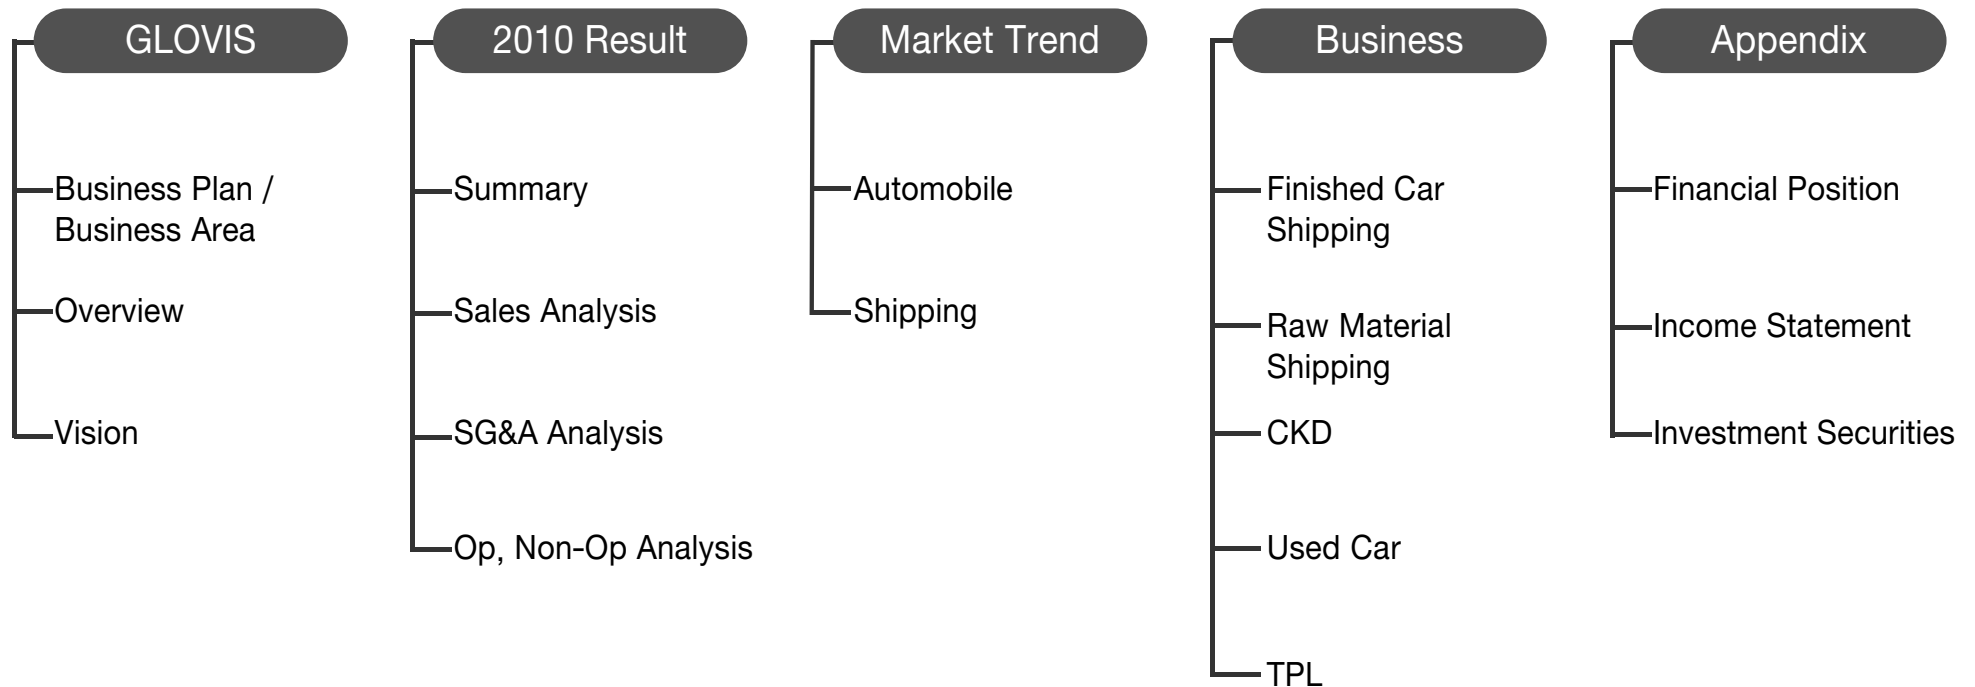 GLOVIS
Business Plan /
Business Area
Overview
Vision
2010 Result
Summary
Sales Analysis
SG&A Analysis
Op, Non-Op Analysis
Market Trend
Automobile
Shipping
Business
Finished Car
Shipping
Raw Material
Shipping
CKD
Used Car
TPL
Appendix
Financial Position
Income Statement
Investment Securities